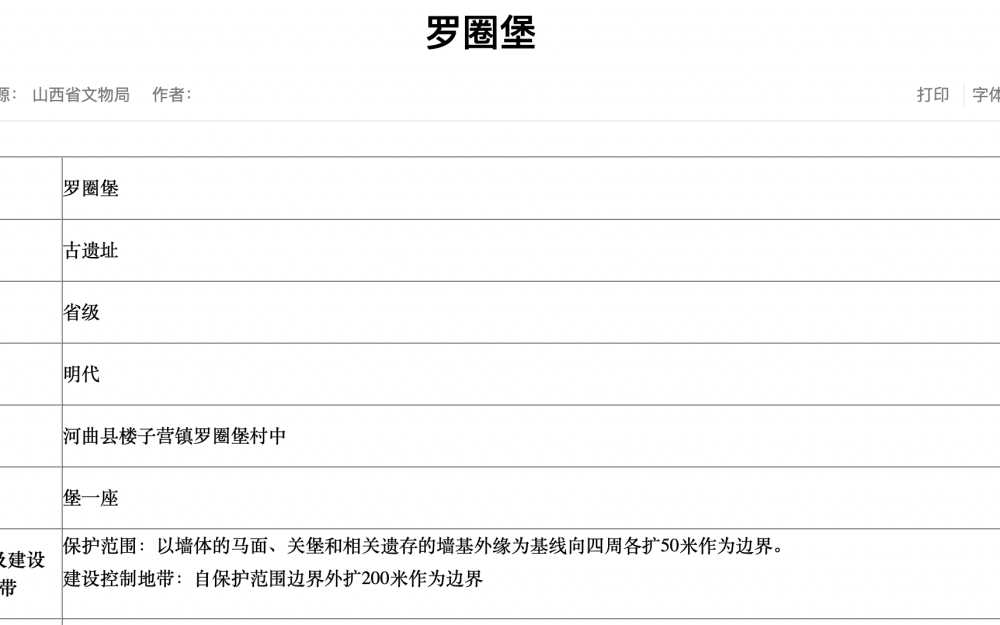 罗圈堡
源： 山西省文物局 作者： 打印 字体
罗圈堡
古遗址
省级
明代
河曲县楼子营镇罗圈堡村中
堡一座
保护范围：以墙体的马面、关堡和相关遗存的墙基外缘为基线向四周各扩50米作为边界。
及建设
建设控制地带：自保护范围边界外扩200米作为边界
带